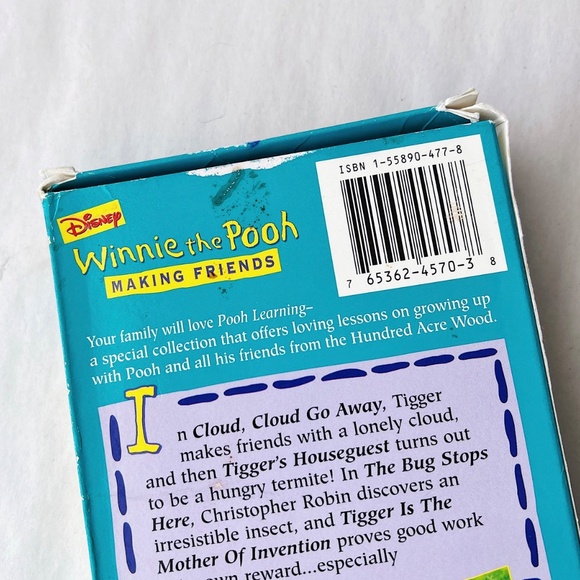 ISBN 1-55890-477-8
7 65362-4570-3 8
Disney
Winnie the Pooh
MAKING FRIENDS
Your family will love Pooh Learning–
a special collection that offers loving lessons on growing up
with Pooh and all his friends from the Hundred Acre Wood.
In Cloud, Cloud Go Away, Tigger
makes friends with a lonely cloud,
and then Tigger's Houseguest turns out
to be a hungry termite! In The Bug Stops
Here, Christopher Robin discovers an
irresistible insect, and Tigger Is The
Mother Of Invention proves good work
own reward...especially